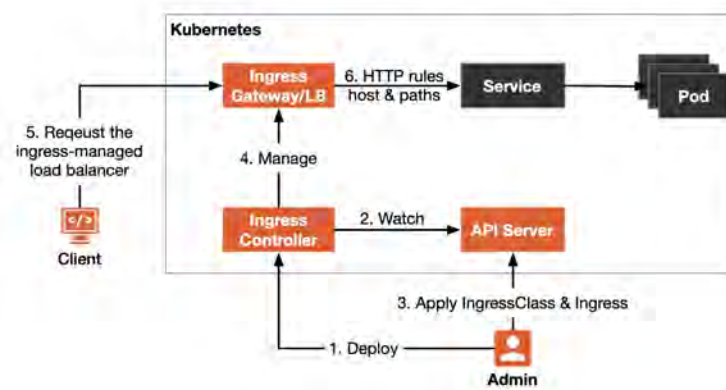 Kubernetes
Ingress
Gateway/LB
6. HTTP rules
host & paths
Service
Pod
5. Reqeust the
ingress-managed
load balancer
4. Manage
</>
Client
Ingress
Controller
2. Watch
API Server
3. Apply IngressClass & Ingress
1. Deploy
Admin